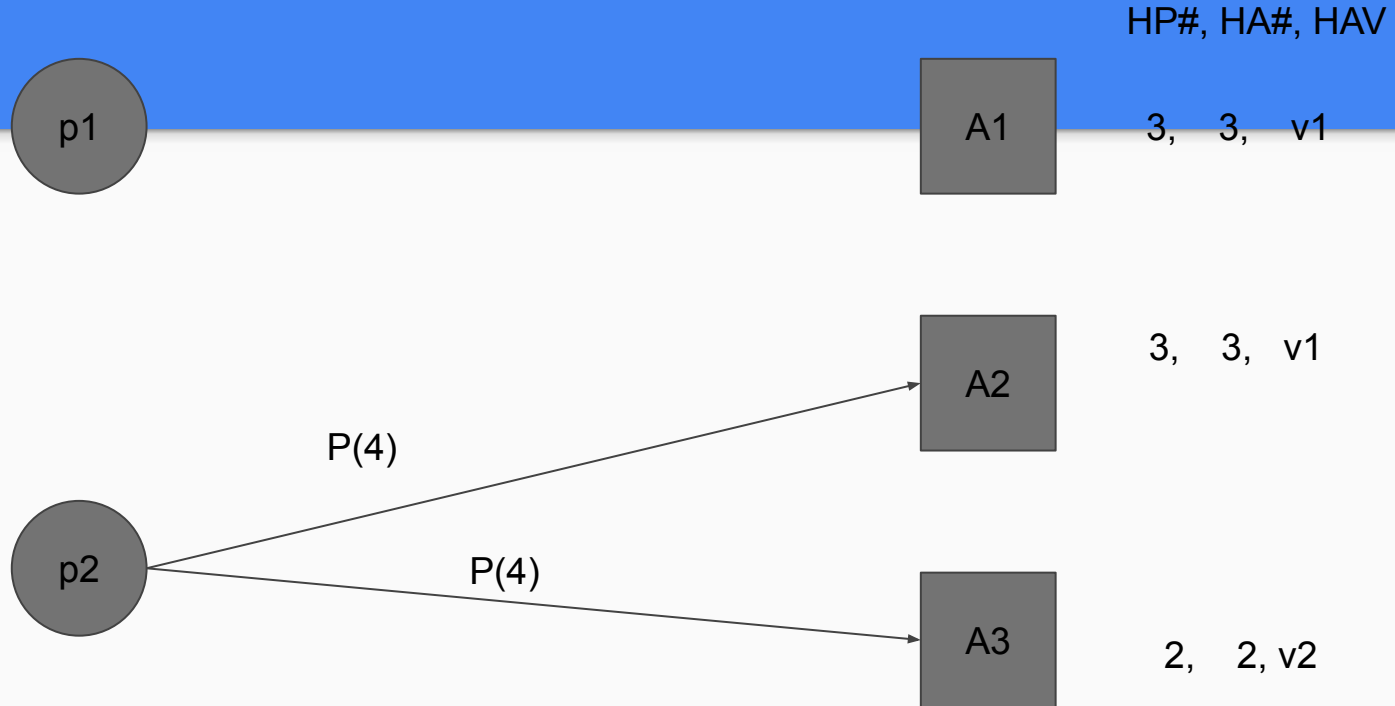 HP#, HA#, HAV
p1
A1
3, 3, v1
A2
3, 3, v1
P(4)
p2
P(4)
A3
2, 2, v2